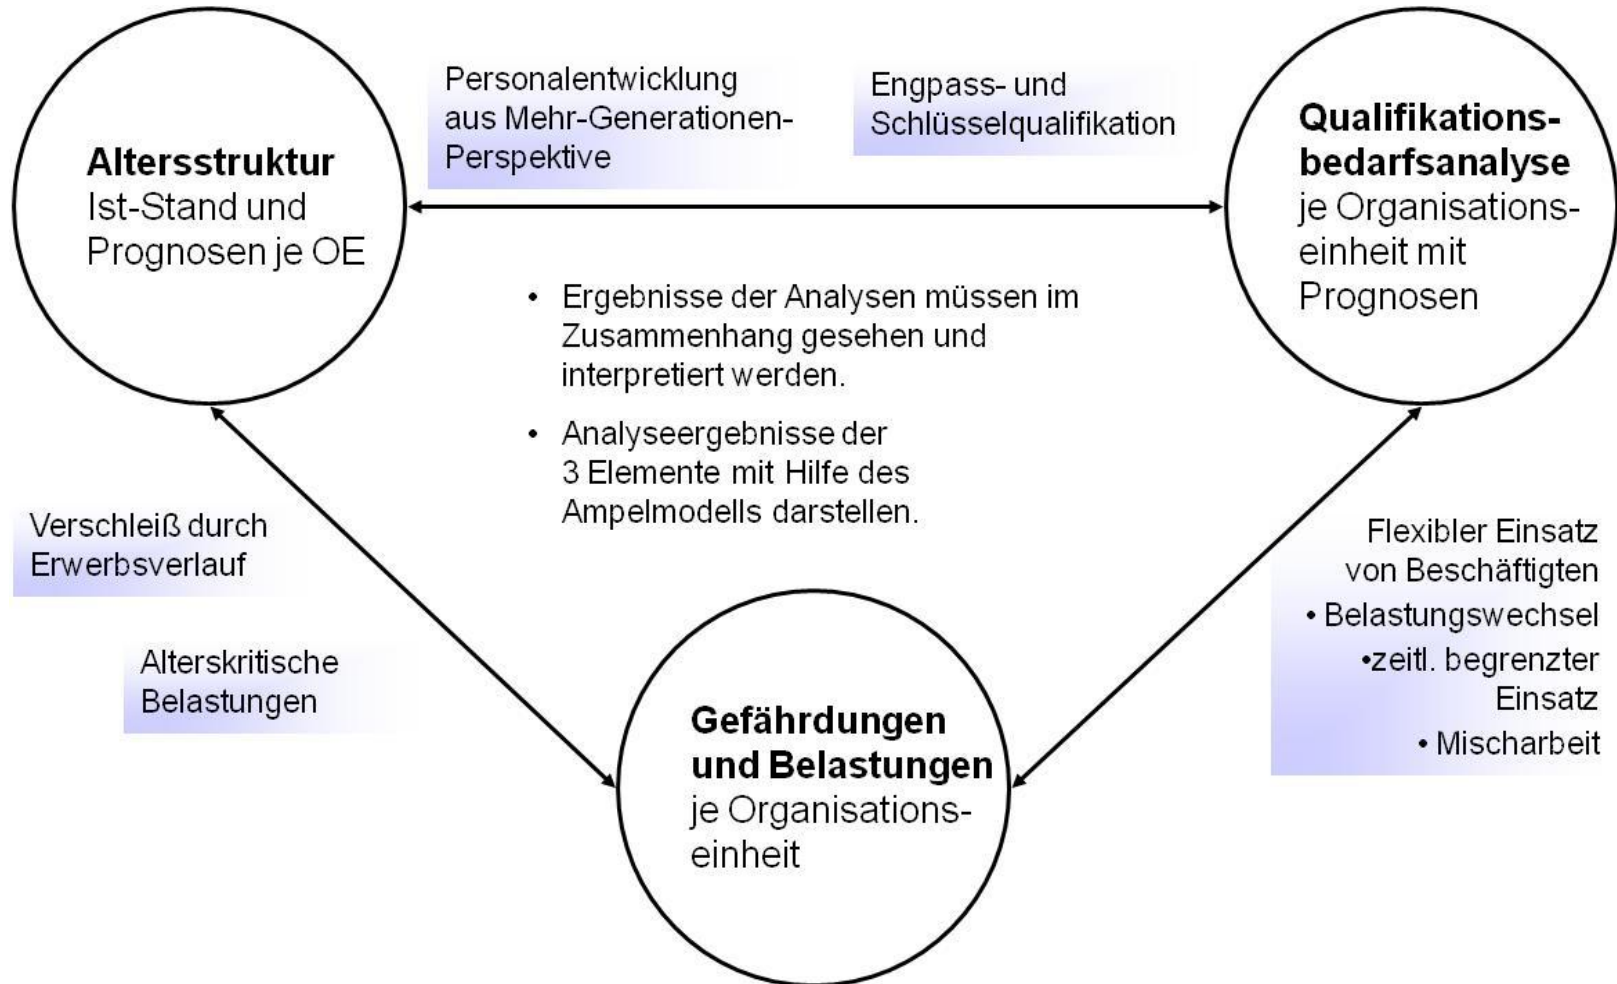 Altersstruktur
Ist-Stand und
Prognosen je OE
Personalentwicklung
aus Mehr-Generationen-
Perspektive
Engpass- und
Schlüsselqualifikation
Qualifikations-
bedarfsanalyse
je Organisations-
einheit mit
Prognosen
• Ergebnisse der Analysen müssen im
Zusammenhang gesehen und
interpretiert werden.
• Analyseergebnisse der
3 Elemente mit Hilfe des
Ampelmodells darstellen.
Verschleiß durch
Erwerbsverlauf
Alterskritische
Belastungen
Gefährdungen
und Belastungen
je Organisations-
einheit
Flexibler Einsatz
von Beschäftigten
• Belastungswechsel
•zeitl. begrenzter
Einsatz
• Mischarbeit